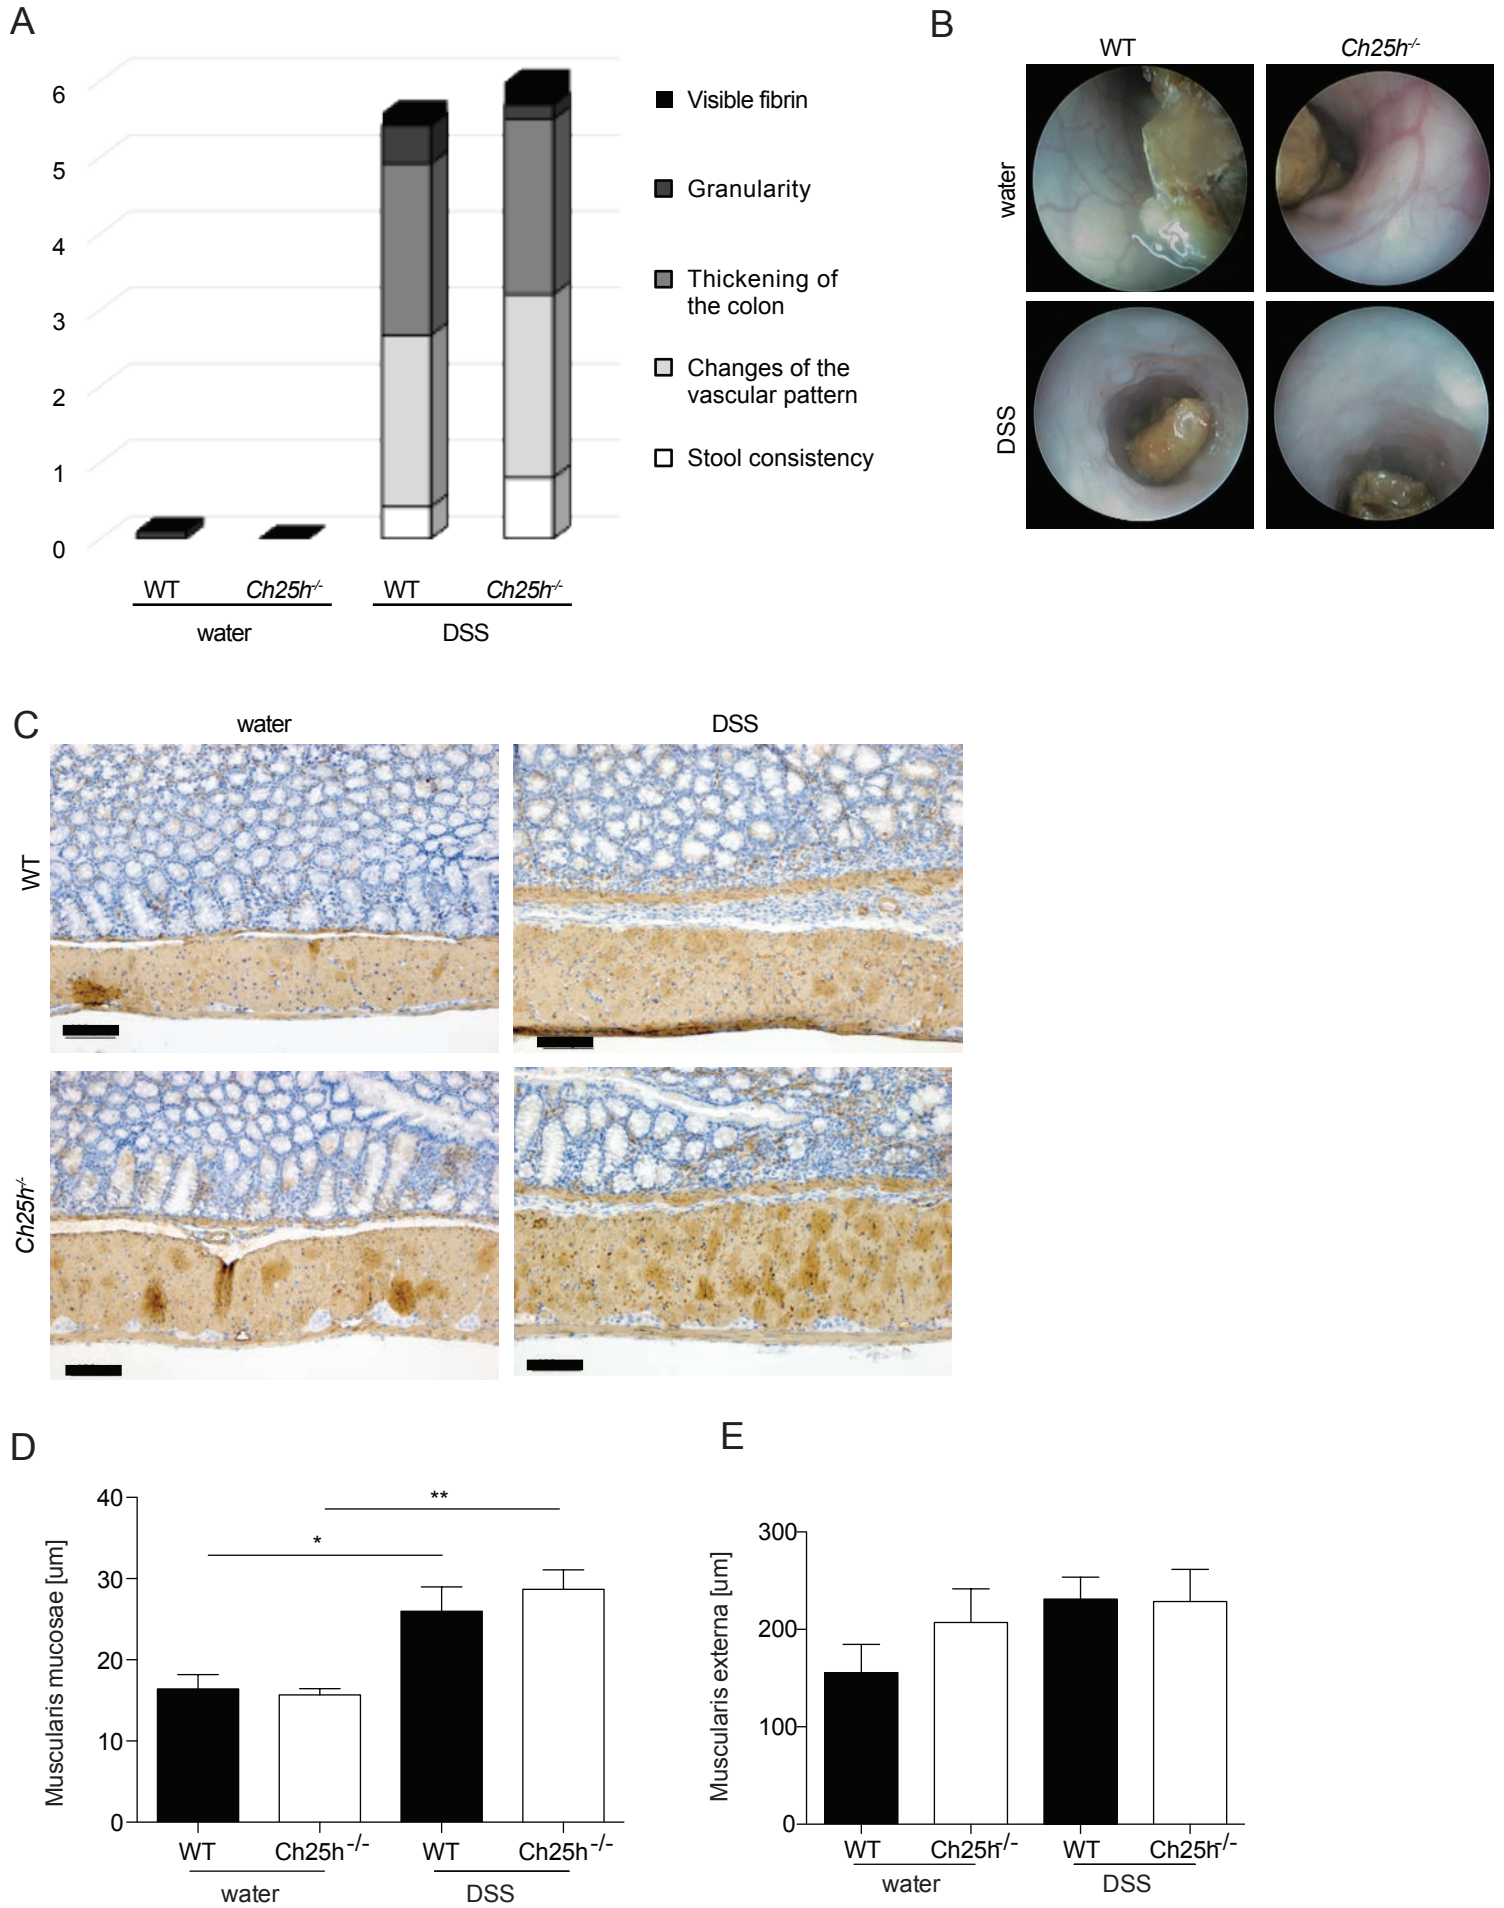 A
6
5
4
3
2
1
0
WT
Ch25h-/-
WT
Ch25h-/-
water
DSS
Visible fibrin
Granularity
Thickening of
the colon
Changes of the
vascular pattern
Stool consistency
B
WT
Ch25h-/-
water
DSS
C
water
DSS
WT
Ch25h-/-
D
Muscularis mucosae [um]
40
30
20
10
0
**
*
WT
Ch25h-/-
WT
Ch25h-/-
water
DSS
E
Muscularis externa [um]
300
200
100
0
WT
Ch25h-/-
WT
Ch25h-/-
water
DSS